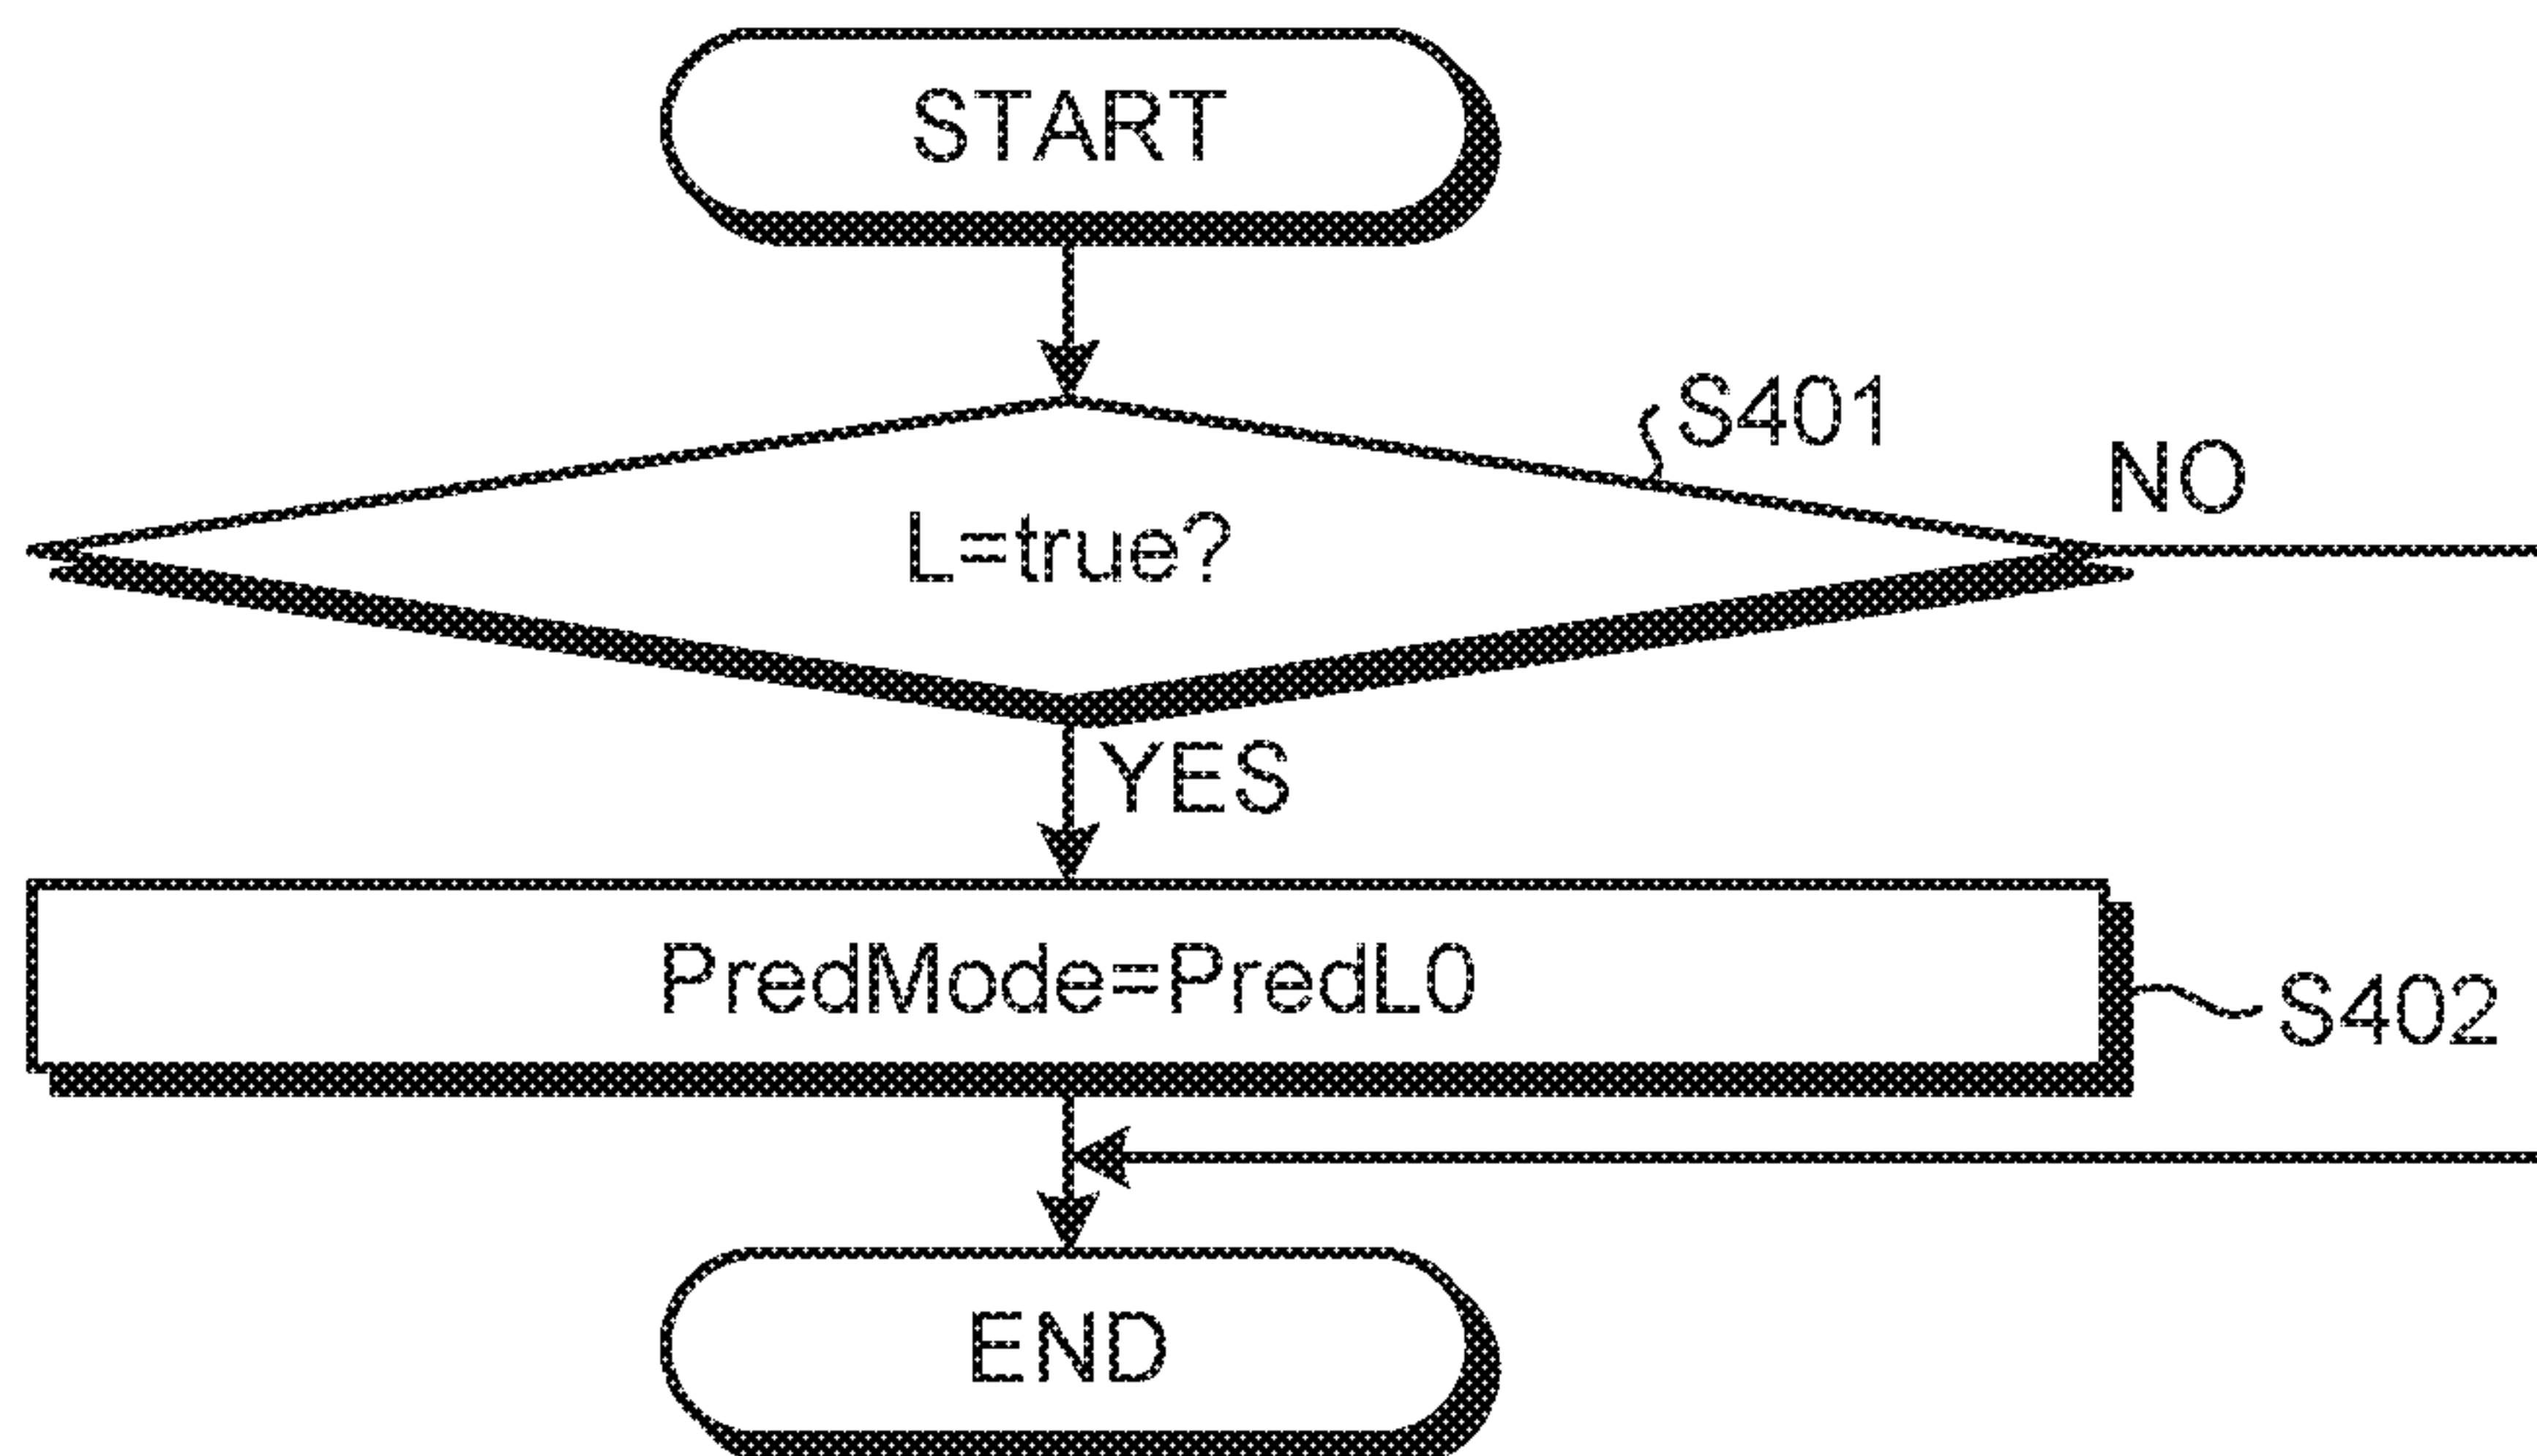 START
S401
NO
L=true?
YES
PredMode=PredL0
S402
END